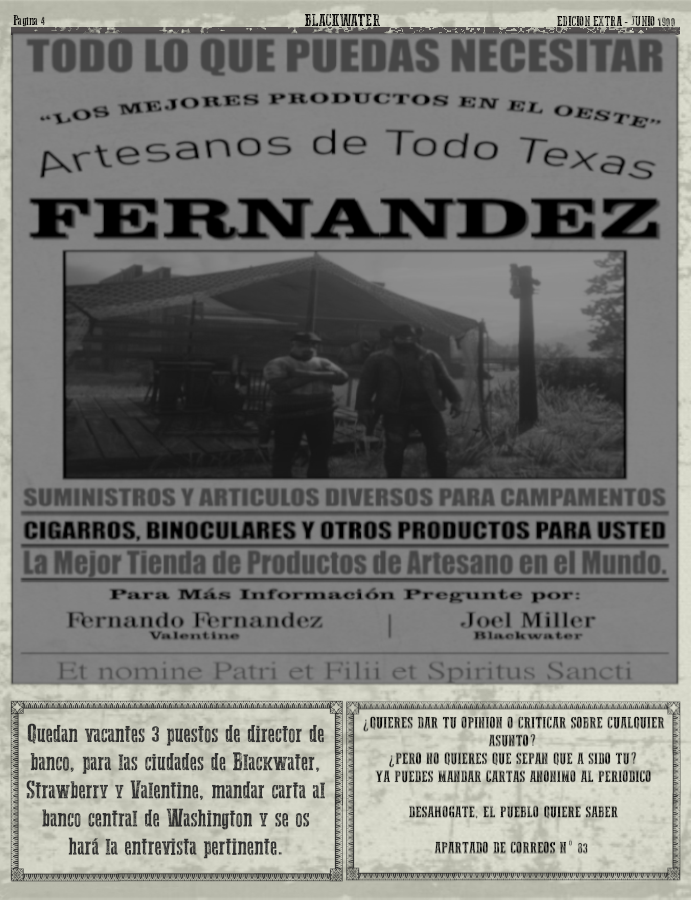 Pagina 4
BLACKWATER
EDICION EXTRA - JUNIO 1900
TODO LO QUE PUEDAS NECESITAR
“LOS MEJORES PRODUCTOS EN EL OESTE”
Artesanos de Todo Texas
FERNANDEZ
SUMINISTROS Y ARTICULOS DIVERSOS PARA CAMPAMENTOS
CIGARROS, BINOCULARES Y OTROS PRODUCTOS PARA USTED
La Mejor Tienda de Productos de Artesano en el Mundo.
Para Más Información Pregunte por:
Fernando Fernandez | Joel Miller
Valentine Blackwater
Et nomine Patri et Filii et Spiritus Sancti
Quedan vacantes 3 puestos de director de
banco, para las ciudades de Blackwater,
Strawberry y Valentine, mandar carta al
banco central de Washington y se os
hará la entrevista pertinente.
¿QUIERES DAR TU OPINION O CRITICAR SOBRE CUALQUIER
ASUNTO?
¿PERO NO QUIERES QUE SEPAN QUE A SIDO TU?
YA PUEDES MANDAR CARTAS ANONIMO AL PERIODICO
DESAHOGATE, EL PUEBLO QUIERE SABER
APARTADO DE CORREOS Nº 83